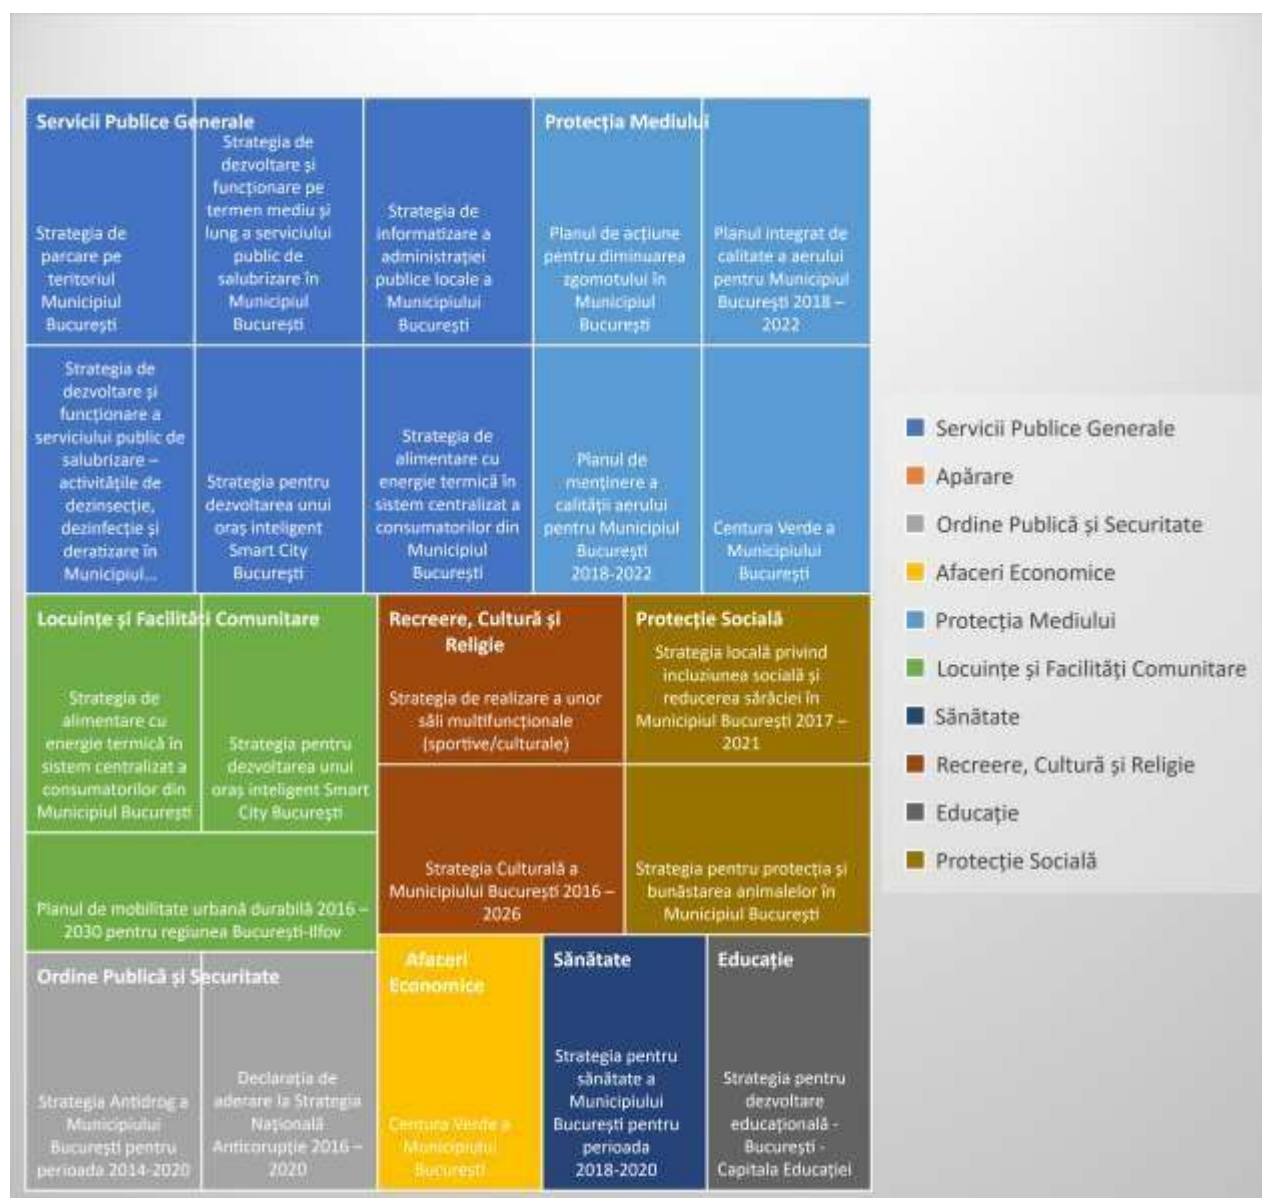 Servicii Publice Generale
Strategia de
parcare pe
teritoriul
Municipiul
București
Strategia de
dezvoltare și
funcționare pe
termen mediu și
lung a serviciului
public de
salubrizare în
Municipiul
București
Strategia de
informatizare a
administrației
publice locale a
Municipiului
București
Protecția Mediului
Planul de acțiune
pentru diminuarea
zgomotului în
Municipiul
București
Planul integrat de
calitate a aerului
pentru Municipiul
București 2018 –
2022
Strategia de
dezvoltare și
funcționare a
serviciului public de
salubrizare –
activitățile de
dezinsecție,
dezinfecție și
deratizare în
Municipiul...
Strategia pentru
dezvoltarea unui
oraș inteligent
Smart City
București
Strategia de
alimentare cu
energie termică în
sistem centralizat a
consumatorilor din
Municipiul
București
Planul de
menținere a
calității aerului
pentru Municipiul
București
2018-2022
Centura Verde a
Municipiului
București
Locuințe și Facilități Comunitare
Strategia de
alimentare cu
energie termică în
sistem centralizat a
consumatorilor din
Municipiul București
Strategia pentru
dezvoltarea unui
oraș inteligent Smart
City București
Planul de mobilitate urbană durabilă 2016 –
2030 pentru regiunea București-Ilfov
Recreere, Cultură și
Religie
Strategia de realizare a unor
săli multifuncționale
(sportive/culturale)
Strategia Culturală a
Municipiului București 2016 –
2026
Protecție Socială
Strategia locală privind
incluziunea socială și
reducerea sărăciei în
Municipiul București 2017 –
2021
Strategia pentru protecția și
bunăstarea animalelor în
Municipiul București
Ordine Publică și Securitate
Strategia Antidrog a
Municipiului
București pentru
perioada 2014-2020
Declarația de
aderare la Strategia
Națională
Anticorupție 2016 –
2020
Afaceri
Economice
Centura Verde a
Municipiului
București
Sănătate
Strategia pentru
sănătate a
Municipiului
București pentru
perioada
2018-2020
Educație
Strategia pentru
dezvoltare
educațională -
București -
Capitala Educației
Servicii Publice Generale
Apărare
Ordine Publică și Securitate
Afaceri Economice
Protecția Mediului
Locuințe și Facilități Comunitare
Sănătate
Recreere, Cultură și Religie
Educație
Protecție Socială